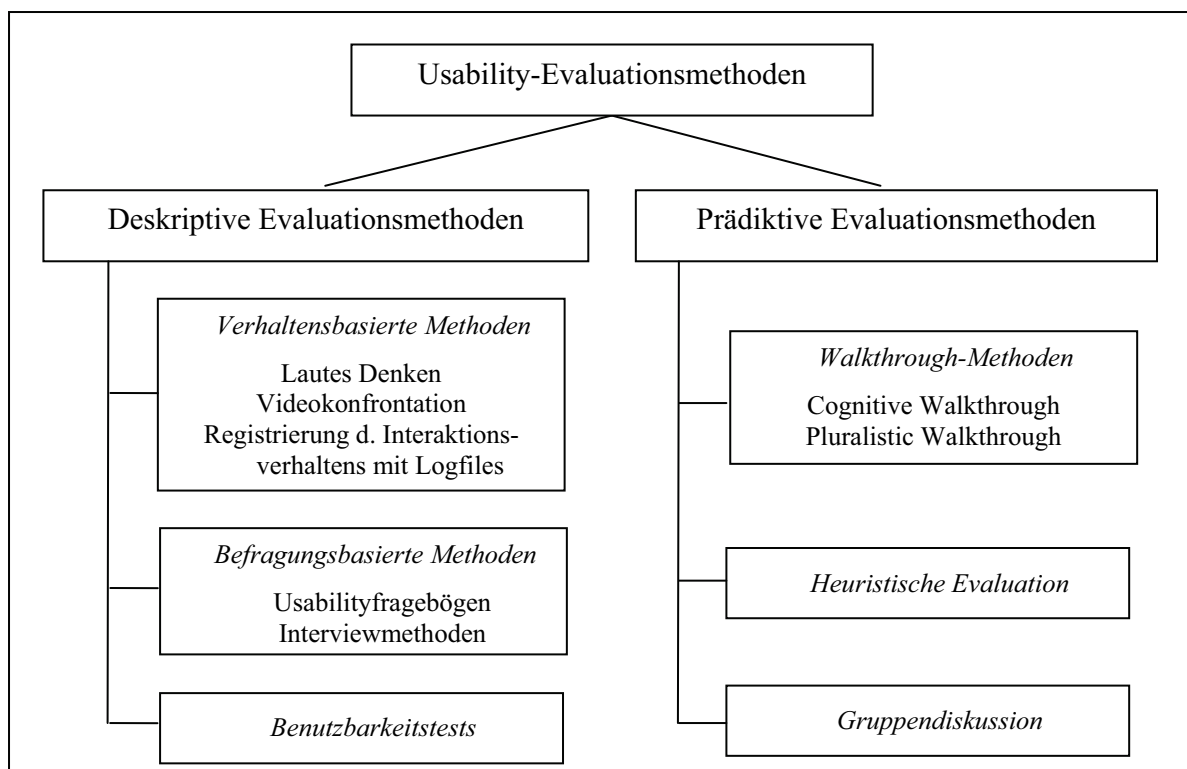 Usability-Evaluationsmethoden
Deskriptive Evaluationsmethoden
Verhaltensbasierte Methoden
Lautes Denken
Videokonfrontation
Registrierung d. Interaktions-
verhaltens mit Logfiles
Befragungsbasierte Methoden
Usabilityfragebögen
Interviewmethoden
Benutzbarkeitstests
Prädiktive Evaluationsmethoden
Walkthrough-Methoden
Cognitive Walkthrough
Pluralistic Walkthrough
Heuristische Evaluation
Gruppendiskussion